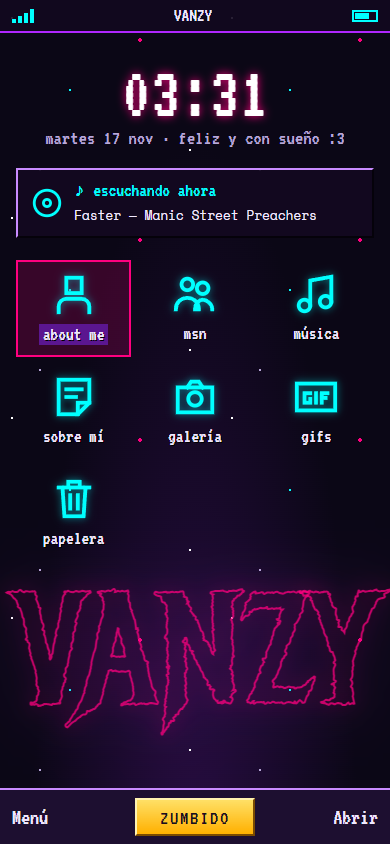 VANZY
03:31
martes 17 nov · feliz y con sueño :3
♪ escuchando ahora
Faster — Manic Street Preachers
about me
msn
música
sobre mí
galería
GIF
gifs
papelera
VANZY
Menú
ZUMBIDO
Abrir